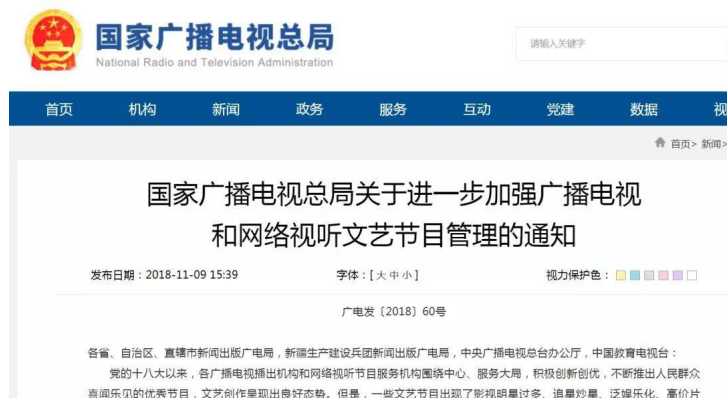 国家广播电视总局
National Radio and Television Administration
请输入关键字
首页 机构 新闻 政务 服务 互动 党建 数据 视
首页> 新闻>
国家广播电视总局关于进一步加强广播电视
和网络视听文艺节目管理的通知
发布日期：2018-11-09 15:39 字体：[大 中 小] 视力保护色：
广电发〔2018〕60号
各省、自治区、直辖市新闻出版广电局，新疆生产建设兵团新闻出版广电局，中央广播电视总台办公厅，中国教育电视台：
党的十八大以来，各广播电视播出机构和网络视听节目服务机构围绕中心、服务大局，积极创新创优，不断推出人民群众
喜闻乐见的优秀节目，文艺创作呈现出良好态势。但是，一些文艺节目出现了影视明星过多、追星炒星、泛娱乐化、高价片